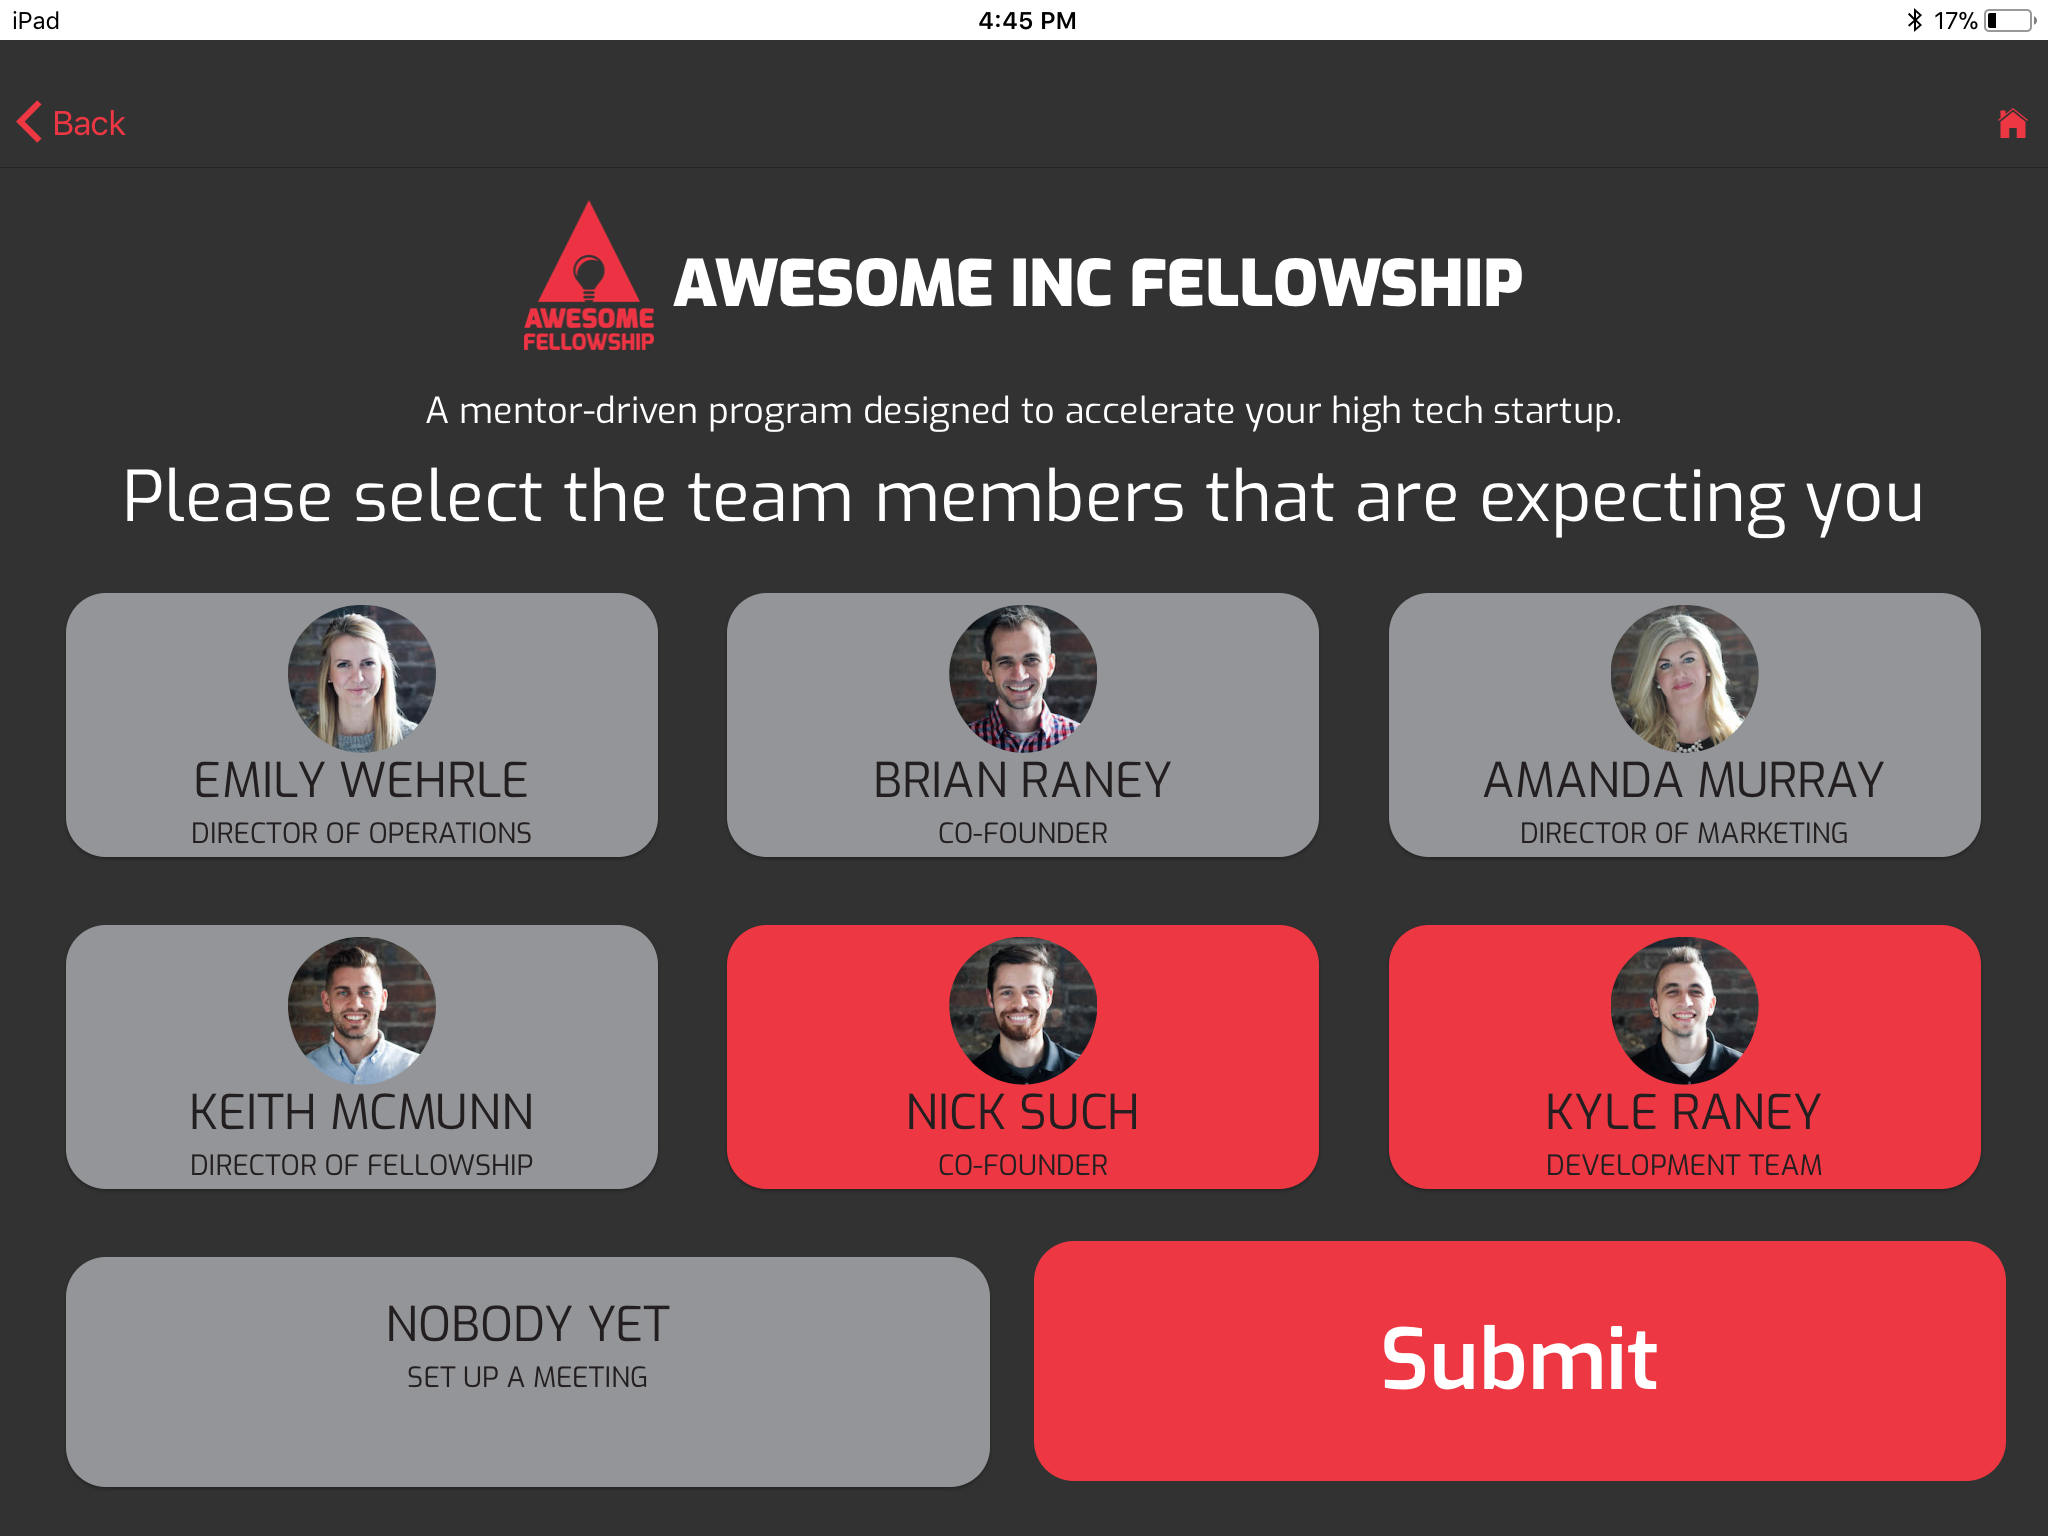 iPad
4:45 PM
17%
Back
AWESOME
FELLOWSHIP
AWESOME INC FELLOWSHIP
A mentor-driven program designed to accelerate your high tech startup.
Please select the team members that are expecting you
EMILY WEHRLE
DIRECTOR OF OPERATIONS
BRIAN RANEY
CO-FOUNDER
AMANDA MURRAY
DIRECTOR OF MARKETING
KEITH MCMUNN
DIRECTOR OF FELLOWSHIP
NICK SUCH
CO-FOUNDER
KYLE RANEY
DEVELOPMENT TEAM
NOBODY YET
SET UP A MEETING
Submit